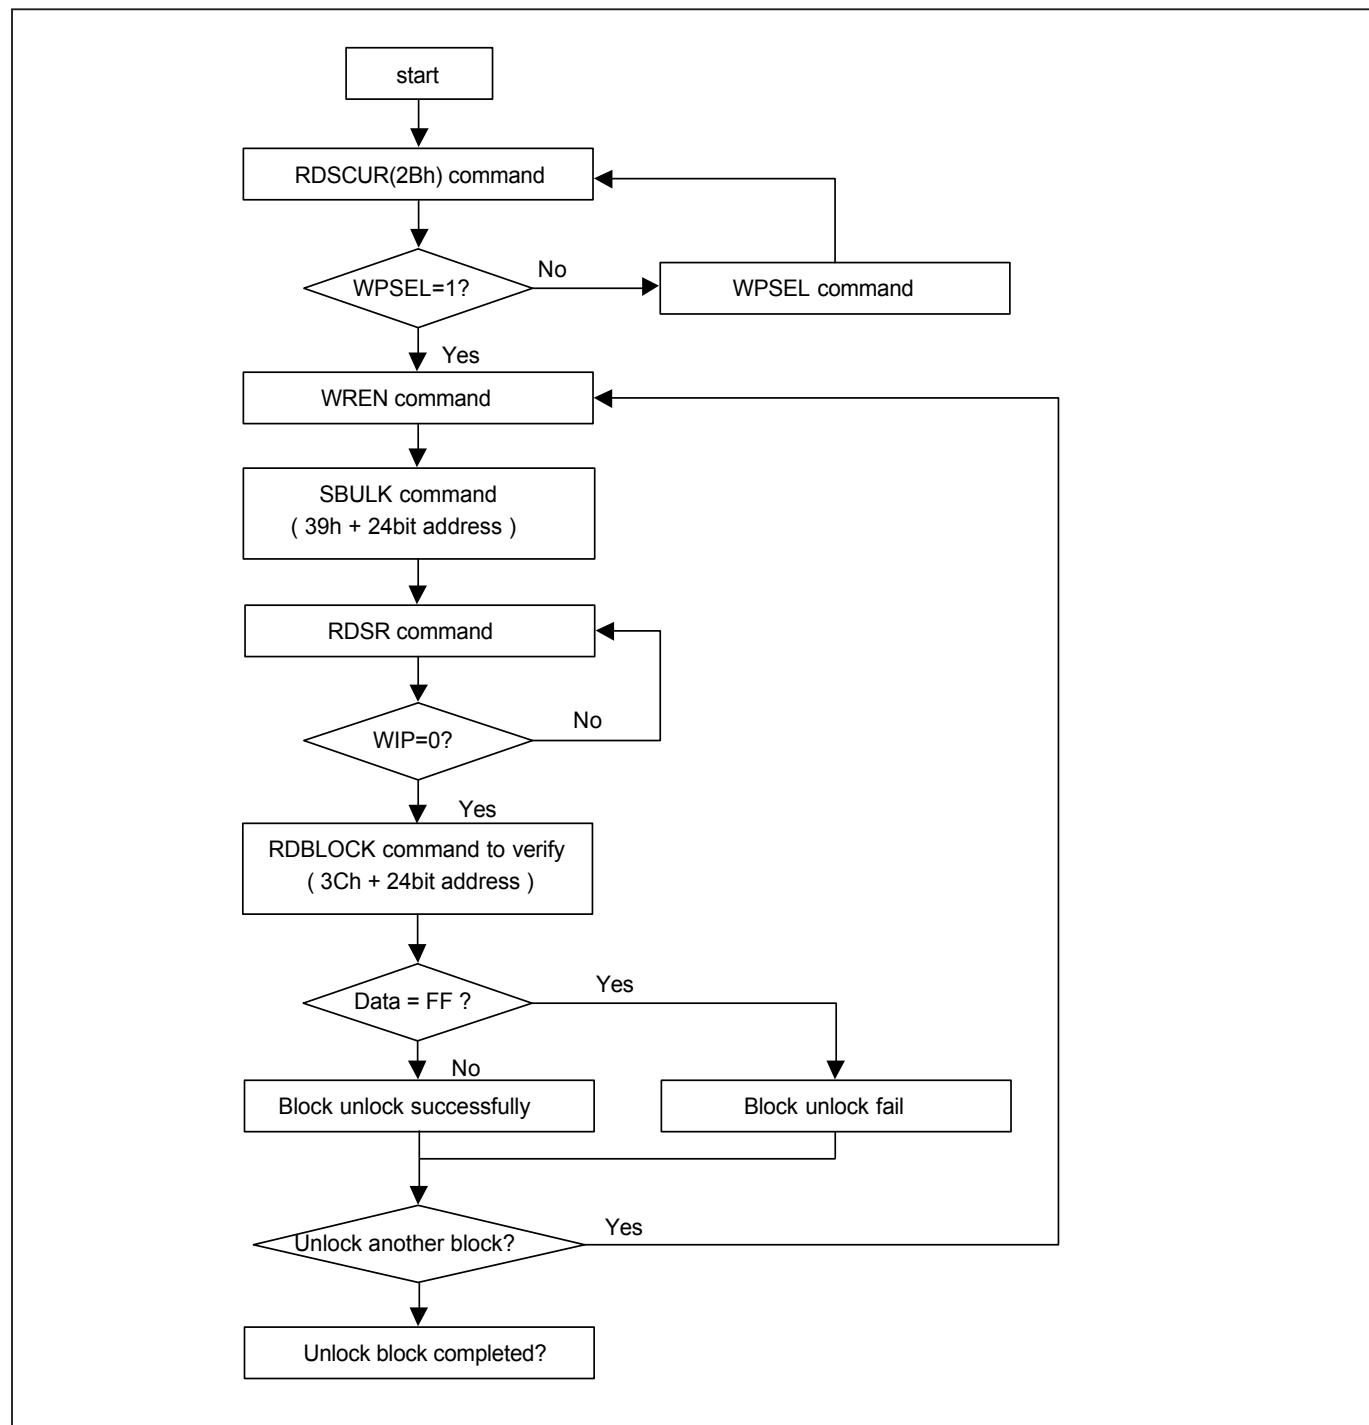 start
RDSCUR(2Bh) command
WPSEL=1?
No
WPSEL command
Yes
WREN command
SBULK command
( 39h + 24bit address )
RDSR command
WIP=0?
No
Yes
RDBLOCK command to verify
( 3Ch + 24bit address )
Data = FF ?
Yes
No
Block unlock successfully
Block unlock fail
Unlock another block?
Yes
Unlock block completed?